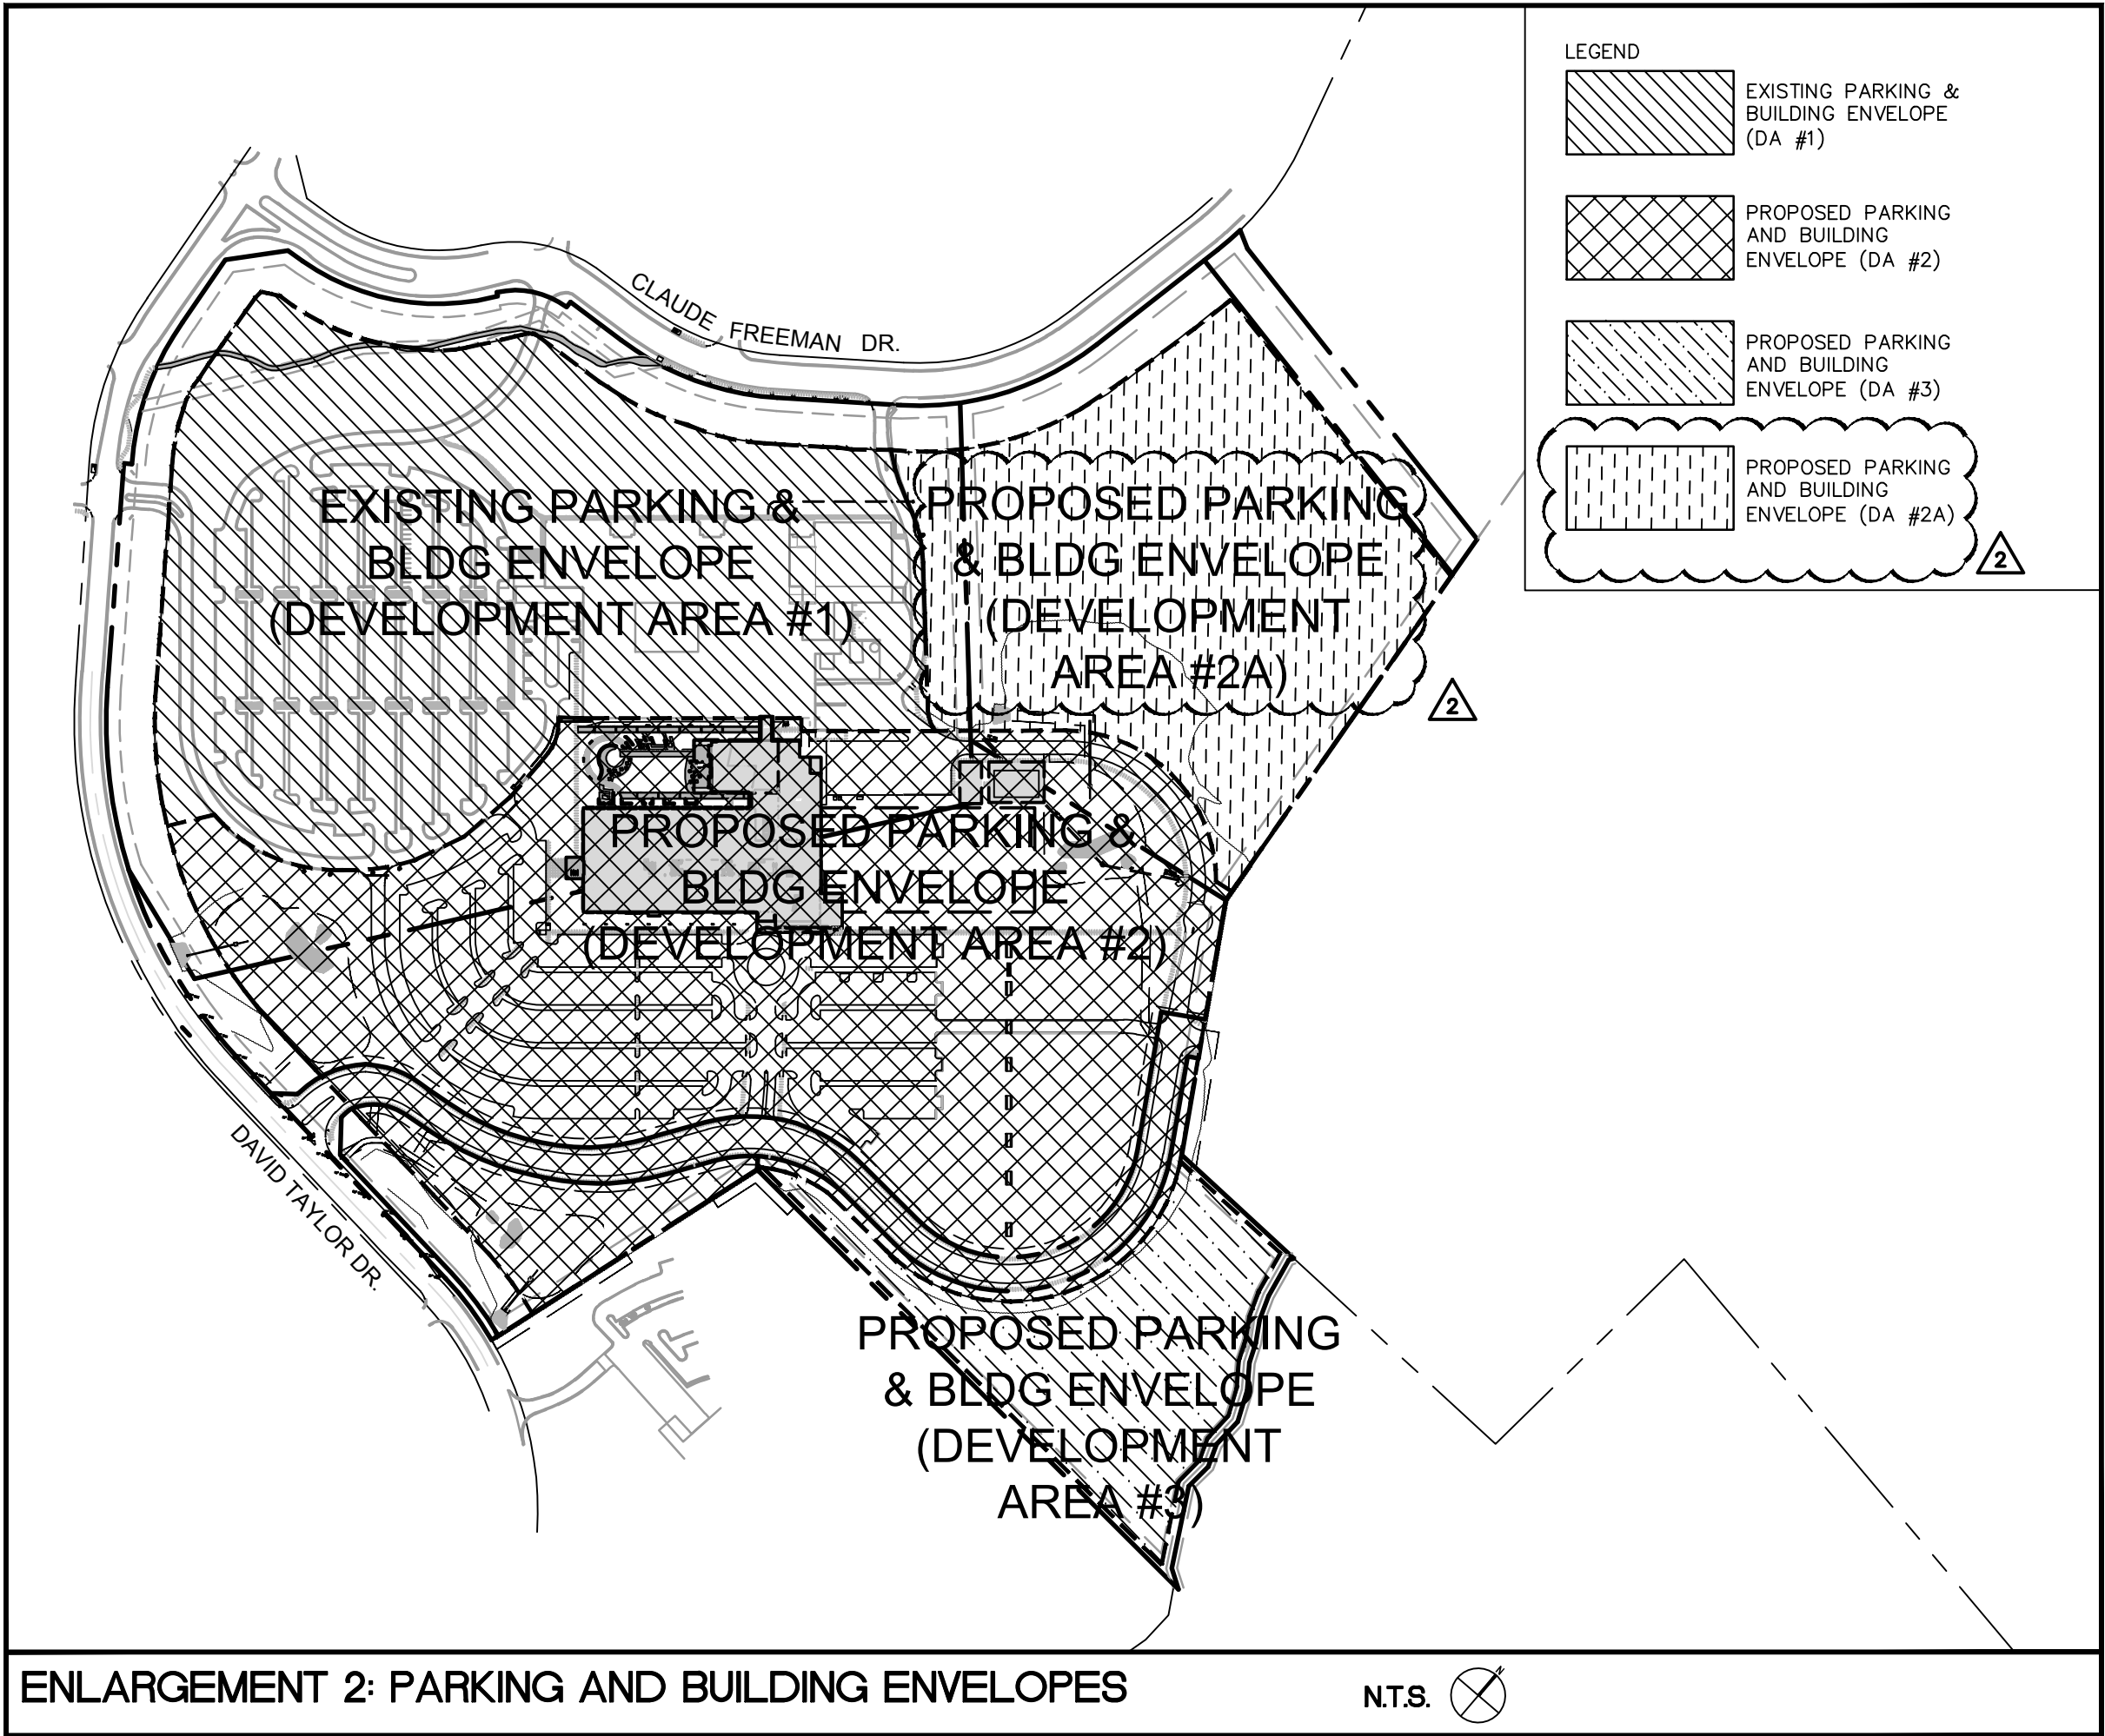 LEGEND
EXISTING PARKING &
BUILDING ENVELOPE
(DA #1)
PROPOSED PARKING
AND BUILDING
ENVELOPE (DA #2)
PROPOSED PARKING
AND BUILDING
ENVELOPE (DA #3)
PROPOSED PARKING
AND BUILDING
ENVELOPE (DA #2A)
2
CLAUDE FREEMAN DR.
EXISTING PARKING &
BLDG ENVELOPE
(DEVELOPMENT AREA #1)
PROPOSED PARKING
& BLDG ENVELOPE
(DEVELOPMENT
AREA #2A)
2
PROPOSED PARKING &
BLDG ENVELOPE
(DEVELOPMENT AREA #2)
DAVID TAYLOR DR.
PROPOSED PARKING
& BLDG ENVELOPE
(DEVELOPMENT
AREA #3)
ENLARGEMENT 2: PARKING AND BUILDING ENVELOPES
N.T.S.
N